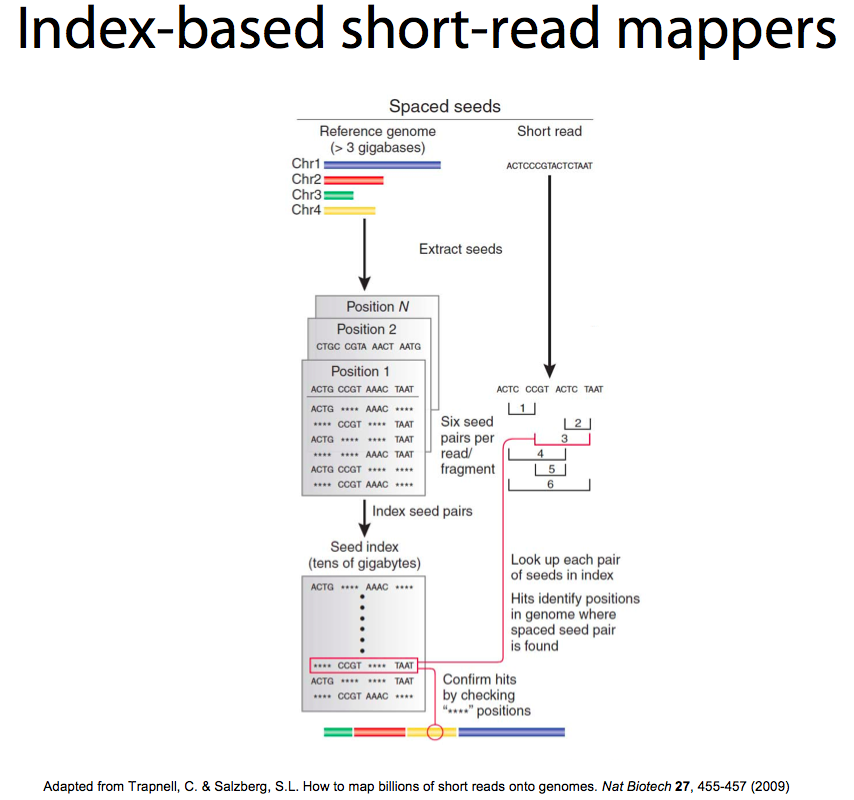 Index-based short-read mappers
Spaced seeds
Reference genome
(> 3 gigabases)
Short read
Chr1
Chr2
Chr3
Chr4
ACTCCCGTACTCTAAT
Extract seeds
Position N
Position 2
CTGC CGTA AACT AATG
Position 1
ACTG CCGT AAAC TAAT
ACTG **** AAAC ****
**** CCGT **** TAAT
ACTG **** **** TAAT
**** **** AAAC TAAT
ACTG CCGT **** ****
**** CCGT AAAC ****
Six seed
pairs per
read/
fragment
ACTC CCGT ACTC TAAT
1
2
3
4
5
6
Index seed pairs
Seed index
(tens of gigabytes)
ACTG **** AAAC ****
**** CCGT **** TAAT
ACTG **** **** TAAT
**** CCGT AAAC ****
Look up each pair
of seeds in index
Hits identify positions
in genome where
spaced seed pair
is found
Confirm hits
by checking
“****” positions
Adapted from Trapnell, C. & Salzberg, S.L. How to map billions of short reads onto genomes. Nat Biotech 27, 455-457 (2009)